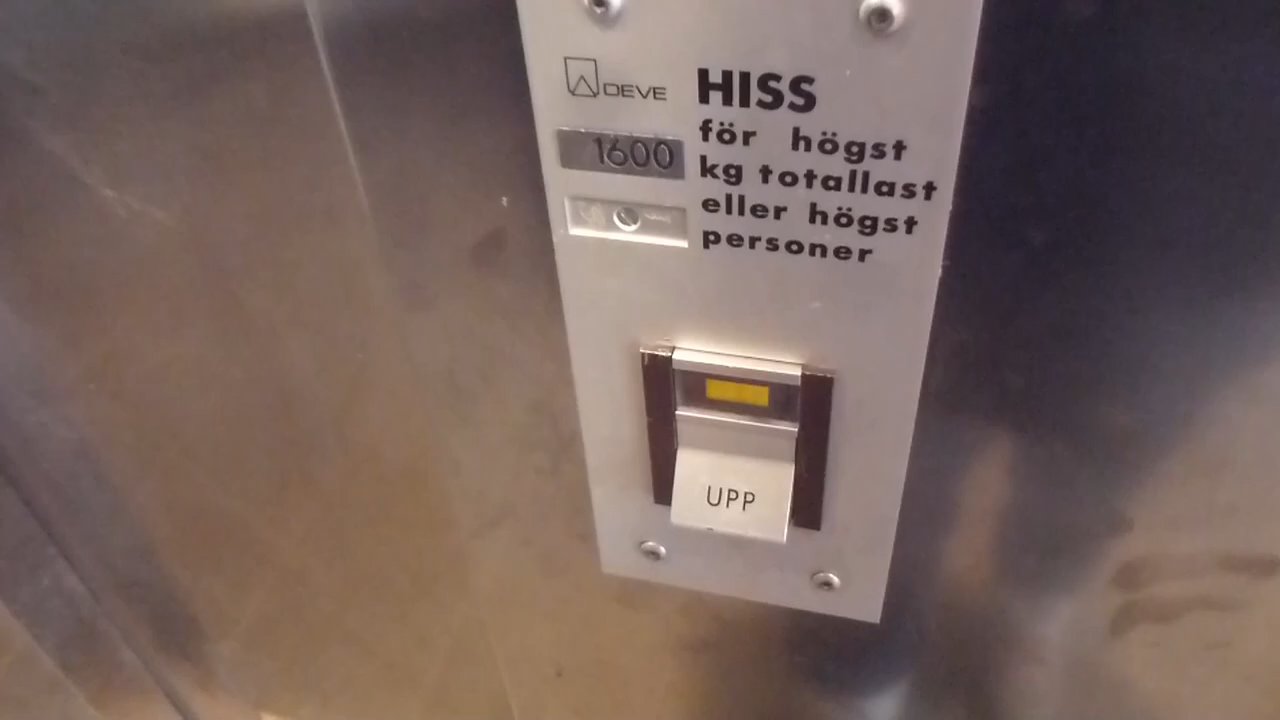 DEVE
HISS
för högst
1600
kg totallast
eller högst
personer
UPP